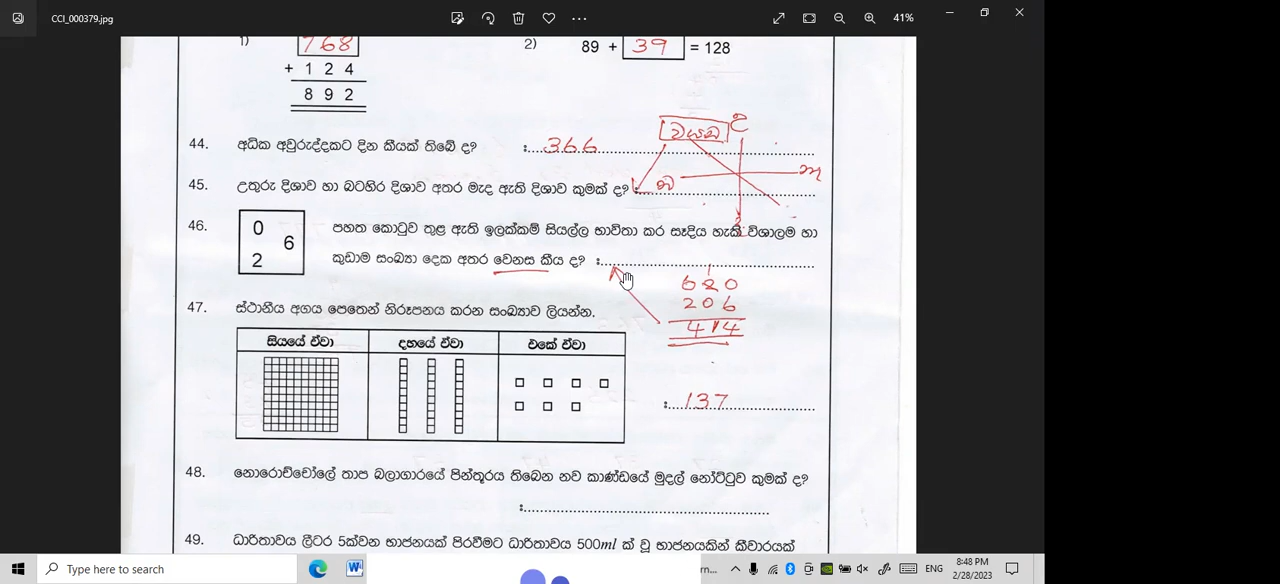 CCI_000379.jpg
41%
1) 768
+ 1 2 4
8 9 2
2) 89 + 39 = 128
44. අධික අවුරුද්දකට දින කීයක් තිබේ ද? : 366
වයඹ උ
45. උතුරු දිශාව හා බටහිර දිශාව අතර මැද ඇති දිශාව කුමක් ද? :
බ
46. 0 6 2 පහත කොටුව තුළ ඇති ඉලක්කම් සියල්ල භාවිතා කර සෑදිය හැකි විශාලම හා
කුඩාම සංඛ්‍යා දෙක අතර වෙනස කීය ද? :
1
620
206
414
47. ස්ථානීය අගය පෙතෙන් නිරූපනය කරන සංඛ්‍යාව ලියන්න.
සියයේ ඒවා දහයේ ඒවා එකේ ඒවා
: 137
48. නොරොච්චෝලේ තාප බලාගාරයේ පින්තූරය තිබෙන නව කාණ්ඩයේ මුදල් නෝට්ටුව කුමක් ද?
:
49. ධාරිතාවය ලීටර 5ක්වන භාජනයක් පිරවීමට ධාරිතාවය 500ml ක් වූ භාජනයකින් කීවාරයක්
Type here to search
ENG
8:48 PM
2/28/2023